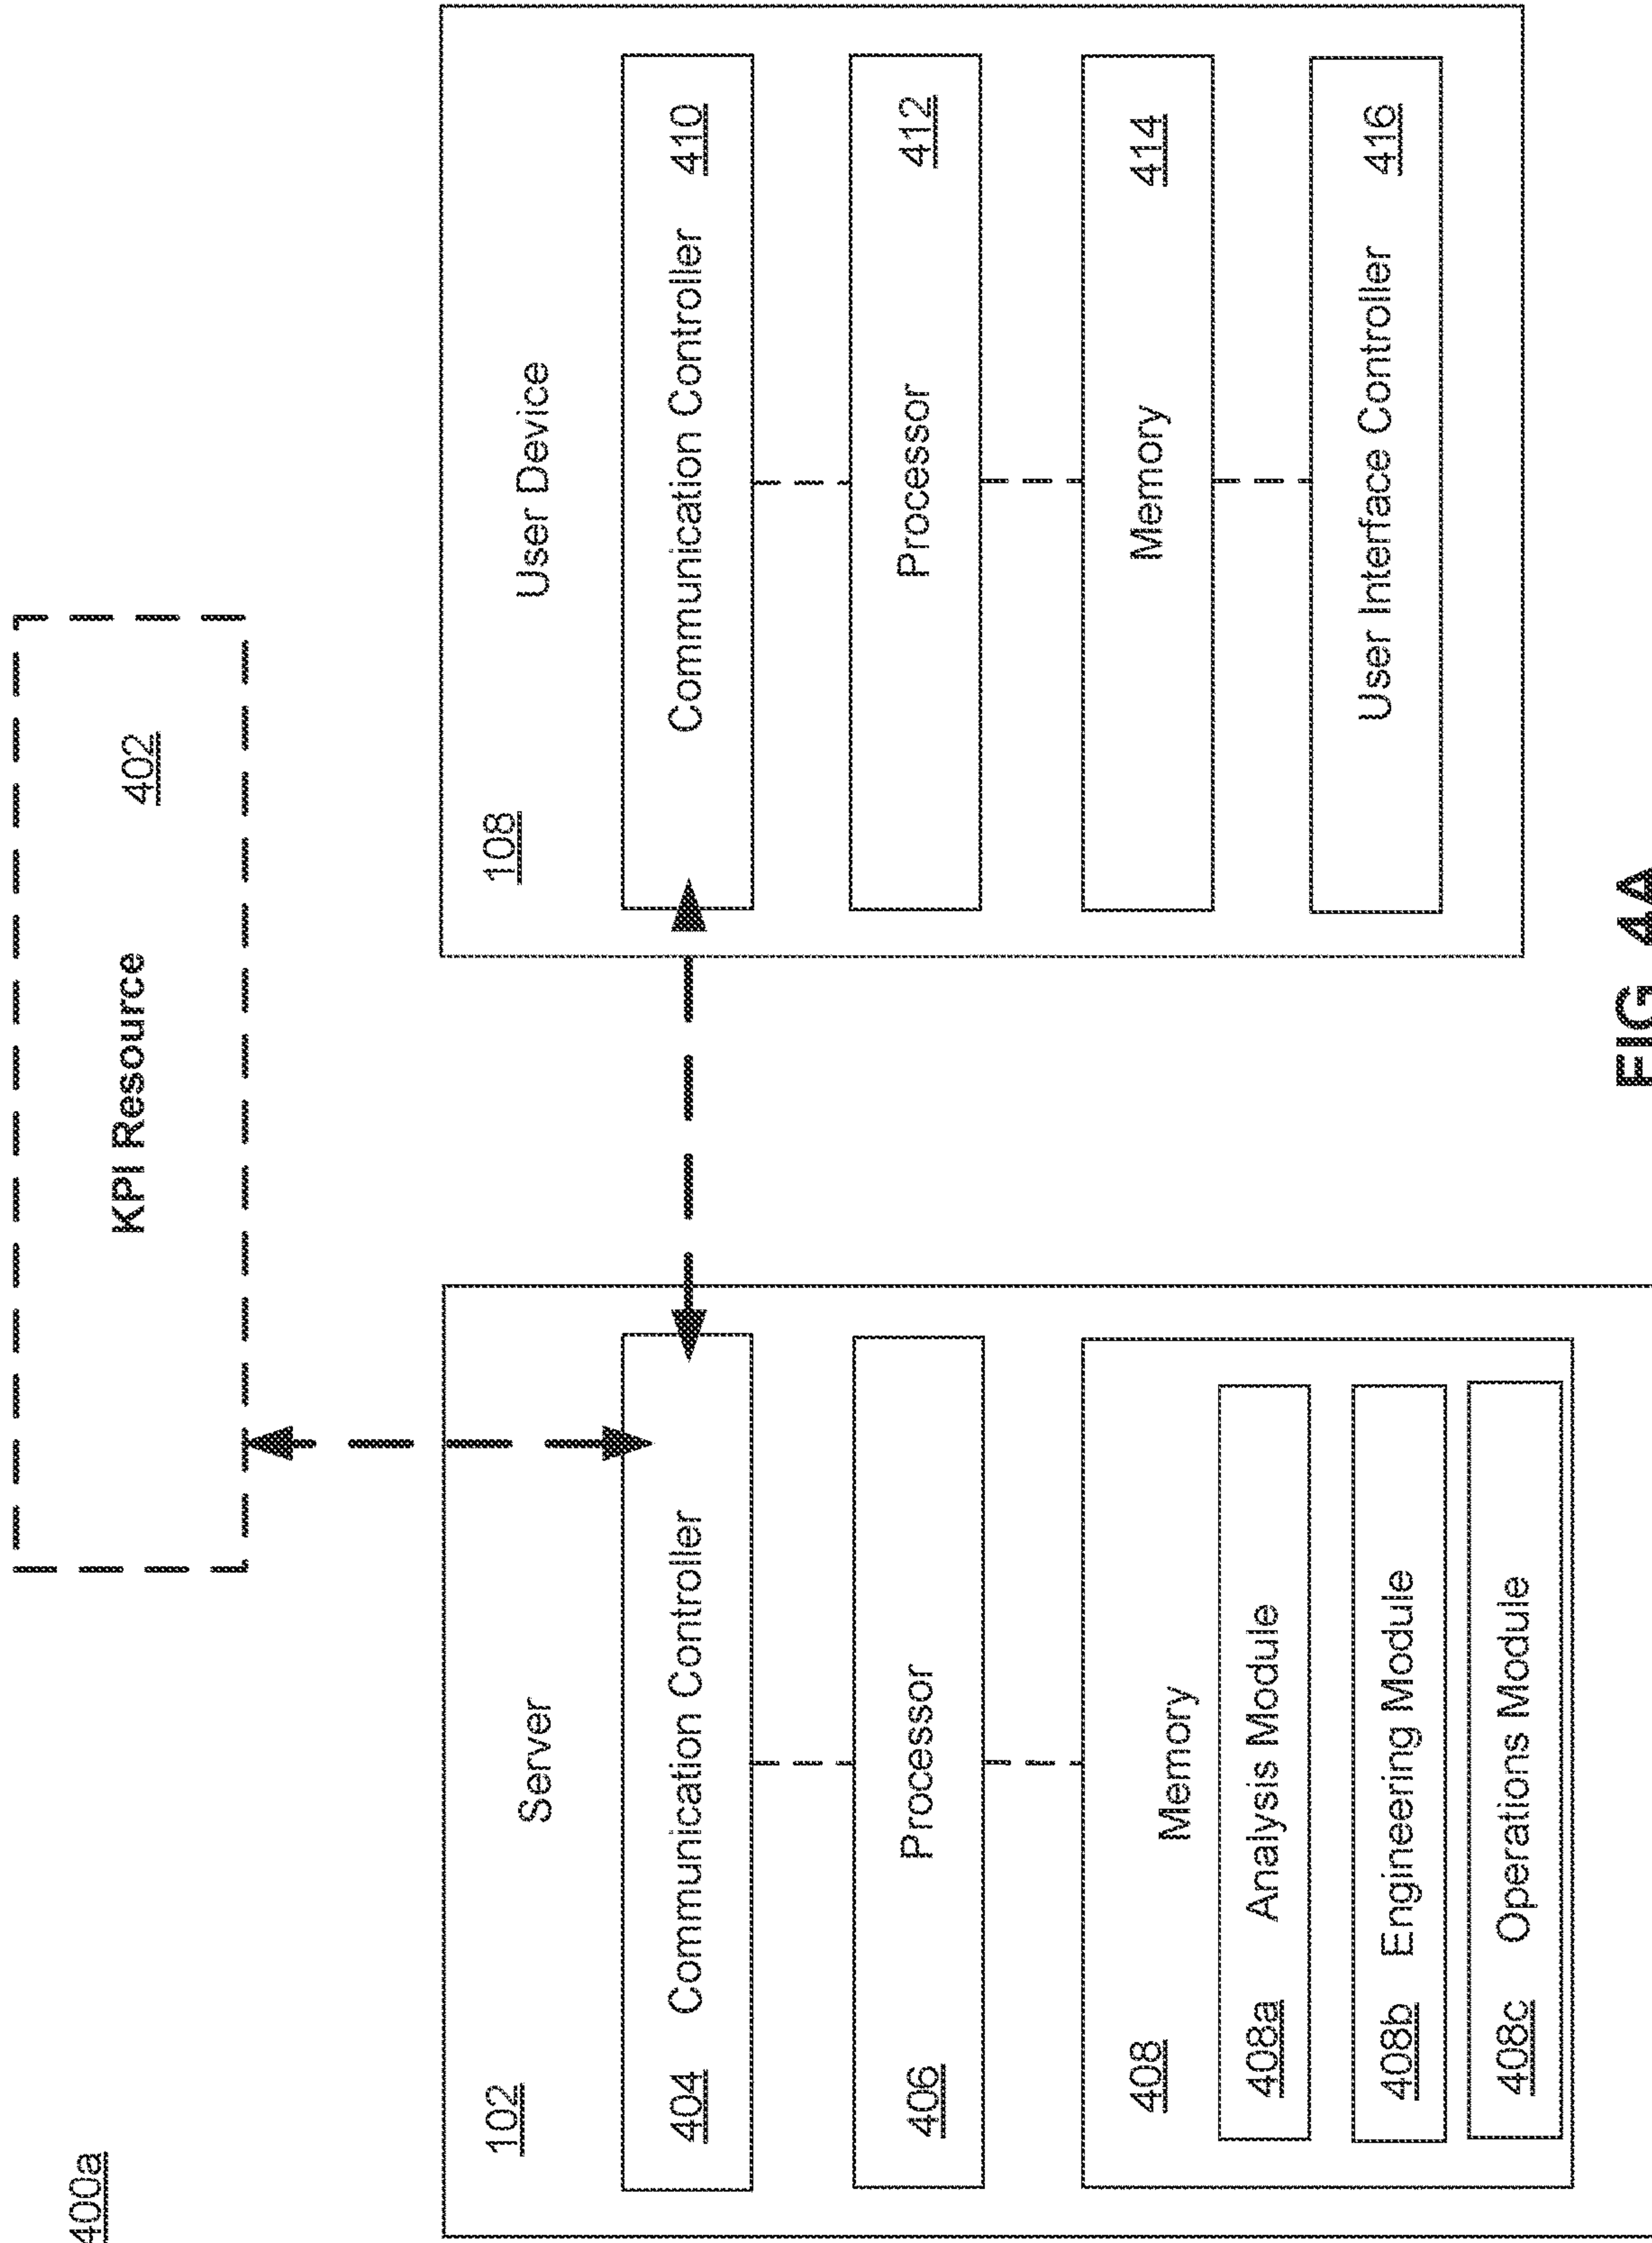 400a
KPI Resource 402
102
Server
404 Communication Controller
406 Processor
408
Memory
408a Analysis Module
408b Engineering Module
408c Operations Module
108
User Device
Communication Controller 410
Processor 412
Memory 414
User Interface Controller 416
FIG. 4A